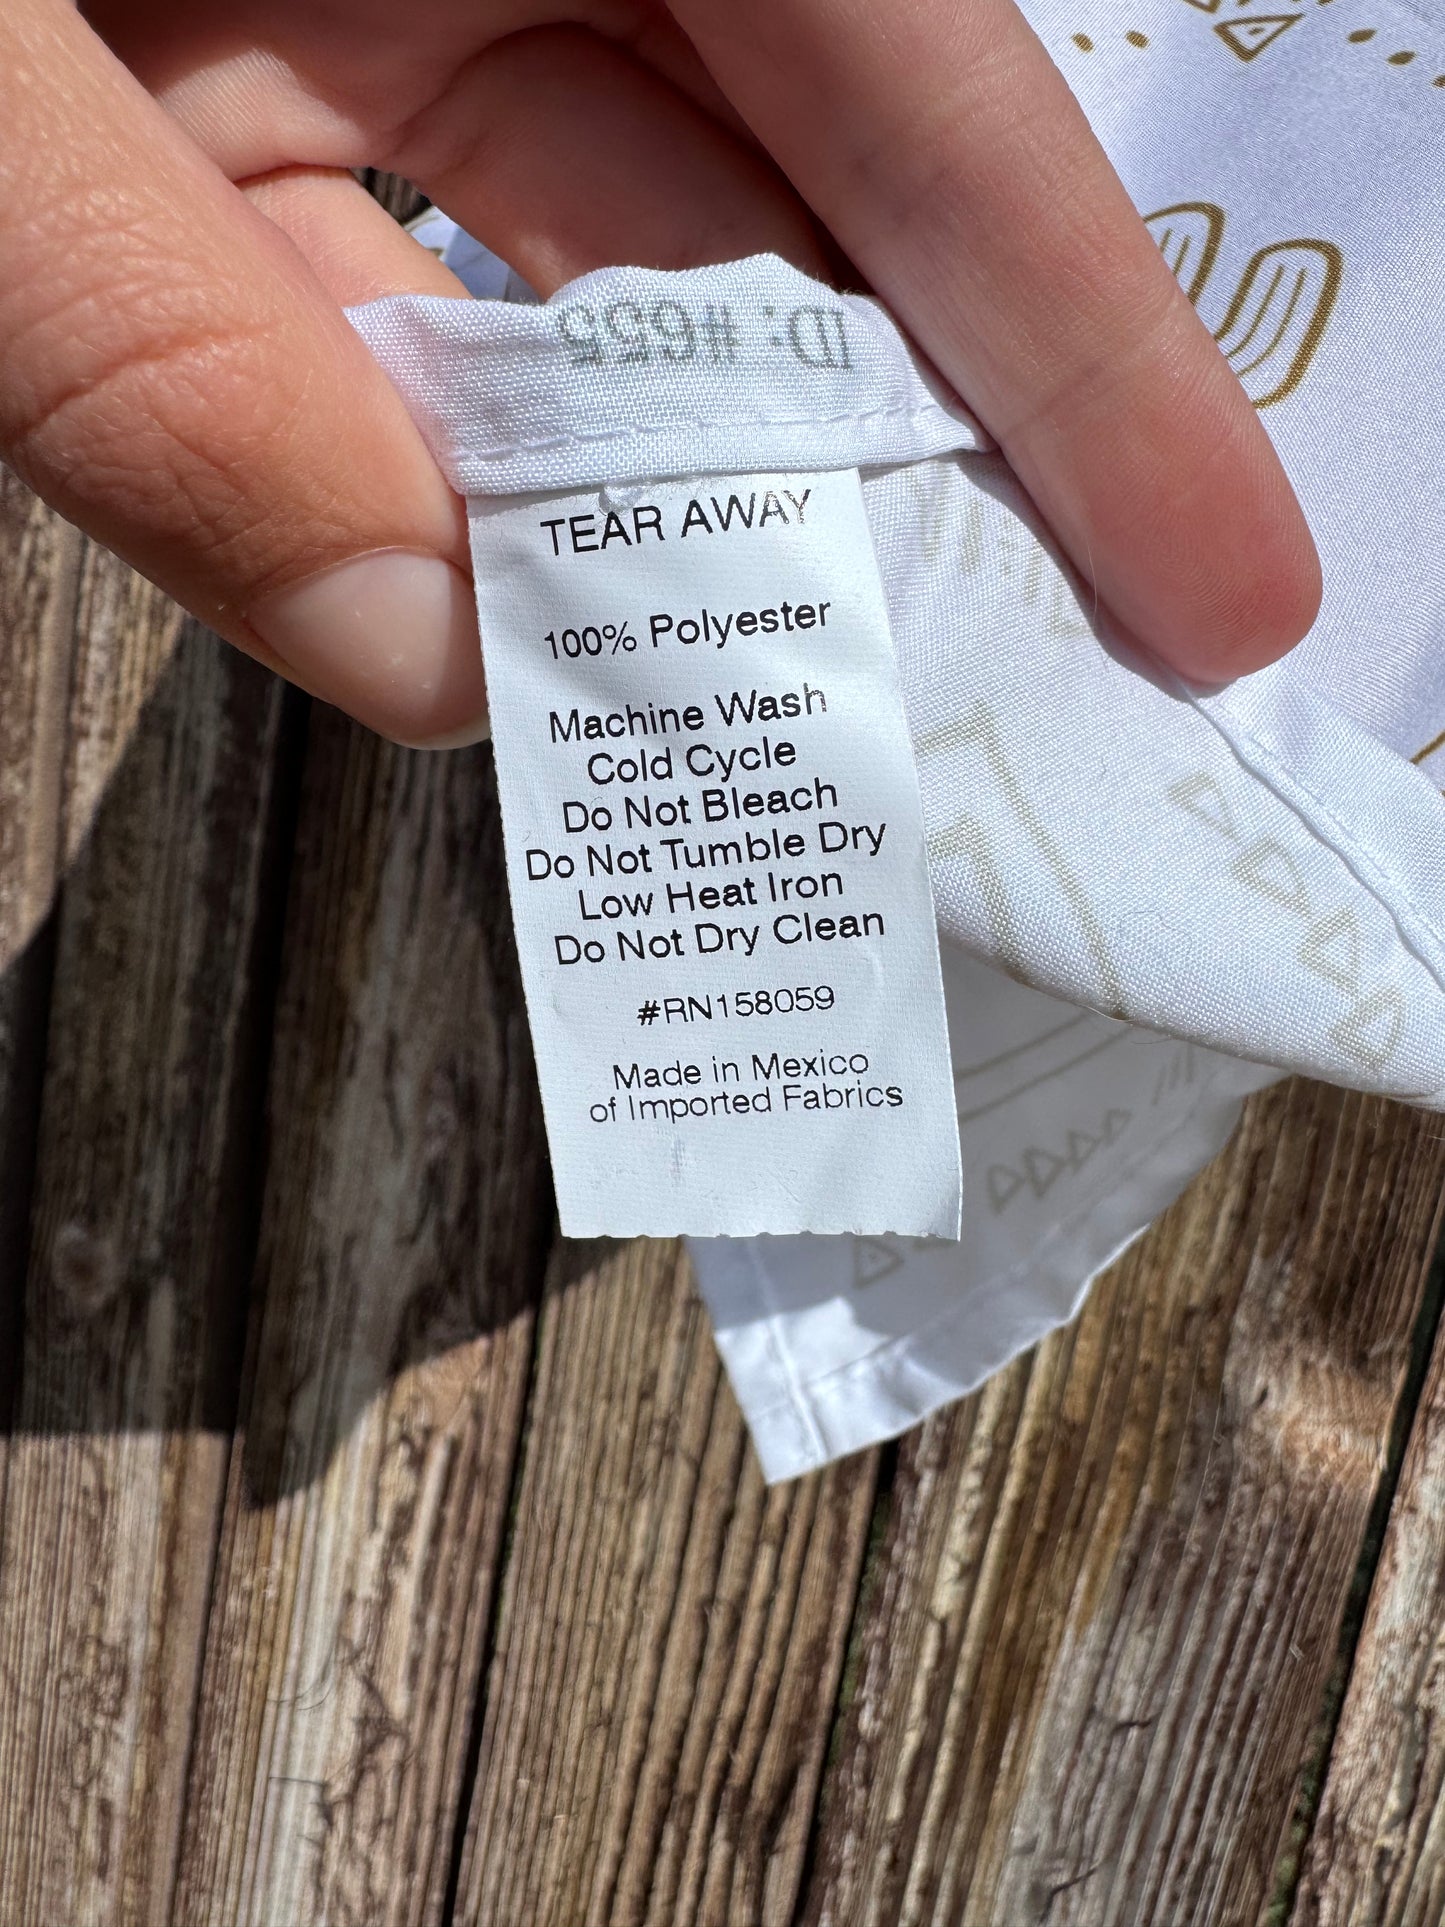 ID: #655
TEAR AWAY
100% Polyester
Machine Wash
Cold Cycle
Do Not Bleach
Do Not Tumble Dry
Low Heat Iron
Do Not Dry Clean
#RN158059
Made in Mexico
of Imported Fabrics